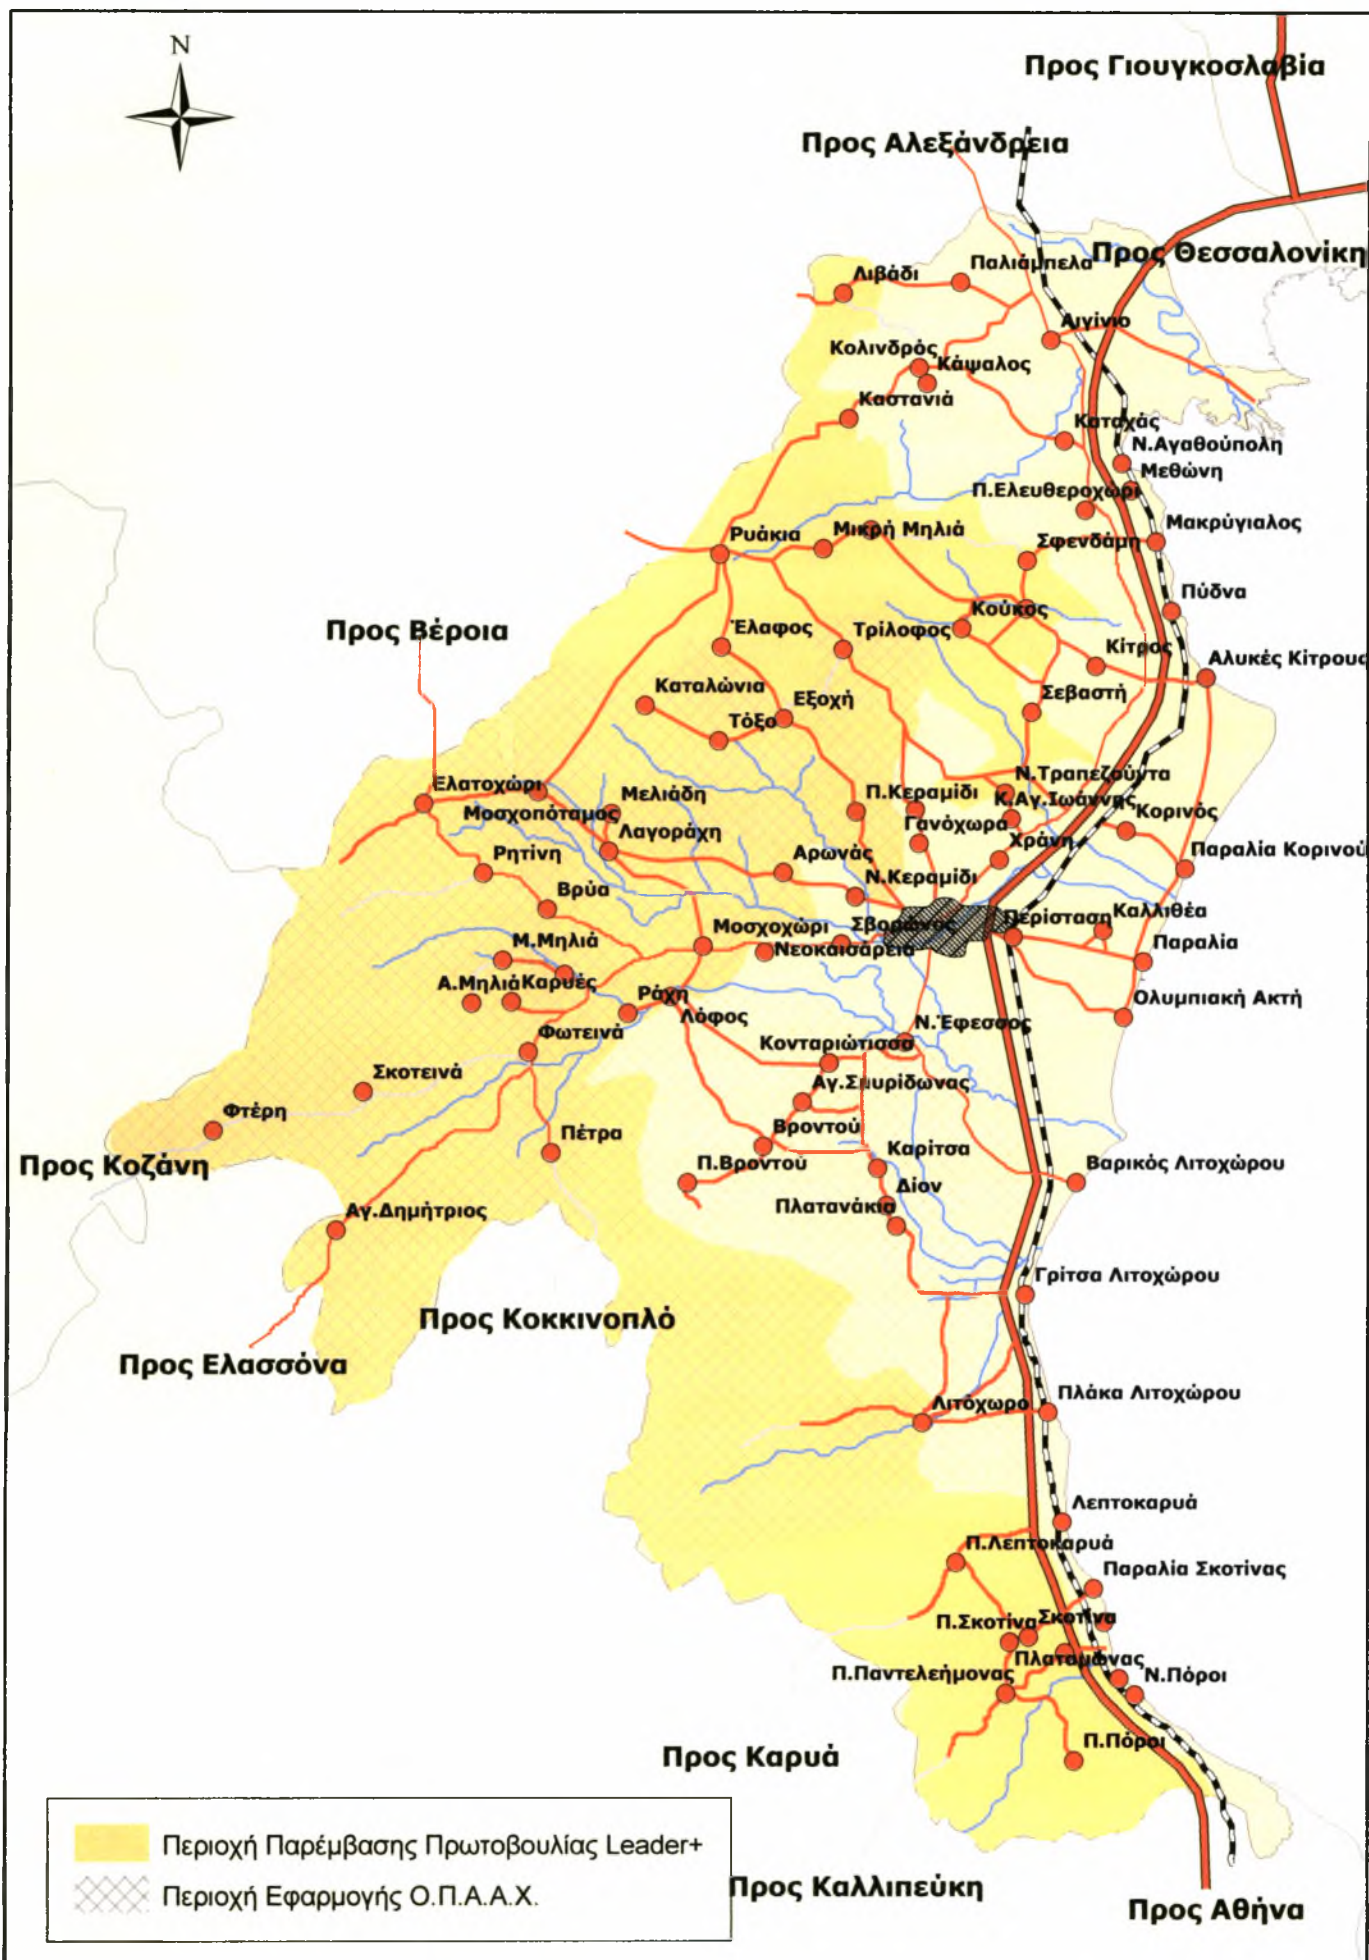 N
Προς Γιουγκοσλαβία
Προς Αλεξάνδρεια
Προς Θεσσαλονίκη
Λιβάδι
Παλιάμπελα
Αιγίνιο
Κολινδρός
Κάψαλος
Καστανιά
Καταχάς
Ν.Αγαθούπολη
Μεθώνη
Π.Ελευθεροχώρι
Μακρύγιαλος
Ρυάκια
Μικρή Μηλιά
Σφενδάμη
Πύδνα
Προς Βέροια
Έλαφος
Τρίλοφος
Κούκος
Κίτρος
Αλυκές Κίτρους
Καταλώνια
Εξοχή
Σεβαστή
Τόξο
Ελατοχώρι
Μελιάδη
Ν.Τραπεζούντα
Μοσχοπόταμος
Π.Κεραμίδι
Κ.Αγ.Ιωάννης
Κορινός
Λαγοράχη
Γανόχωρα
Χράνη
Ρητίνη
Αρωνάς
Παραλία Κορινού
Βρύα
Ν.Κεραμίδι
Μ.Μηλιά
Μοσχοχώρι
Σβορώνος
Περίσταση
Καλλιθέα
Νεοκαισάρεια
Παραλία
Α.Μηλιά
Καρυές
Ράχη
Λόφος
Ολυμπιακή Ακτή
Φωτεινά
Κονταριώτισσα
Ν.Έφεσσος
Σκοτεινά
Αγ.Σπυρίδωνας
Φτέρη
Πέτρα
Βροντού
Προς Κοζάνη
Π.Βροντού
Καρίτσα
Βαρικός Λιτοχώρου
Αγ.Δημήτριος
Πλατανάκια
Δίον
Γρίτσα Λιτοχώρου
Προς Κοκκινοπλό
Προς Ελασσόνα
Λιτόχωρο
Πλάκα Λιτοχώρου
Λεπτοκαρυά
Π.Λεπτοκαρυά
Παραλία Σκοτίνας
Π.Σκοτίνα
Σκοτίνα
Π.Παντελεήμονας
Πλαταμώνας
Ν.Πόροι
Προς Καρυά
Π.Πόροι
Περιοχή Παρέμβασης Πρωτοβουλίας Leader+
Περιοχή Εφαρμογής Ο.Π.Α.Α.Χ.
Προς Καλλιπεύκη
Προς Αθήνα